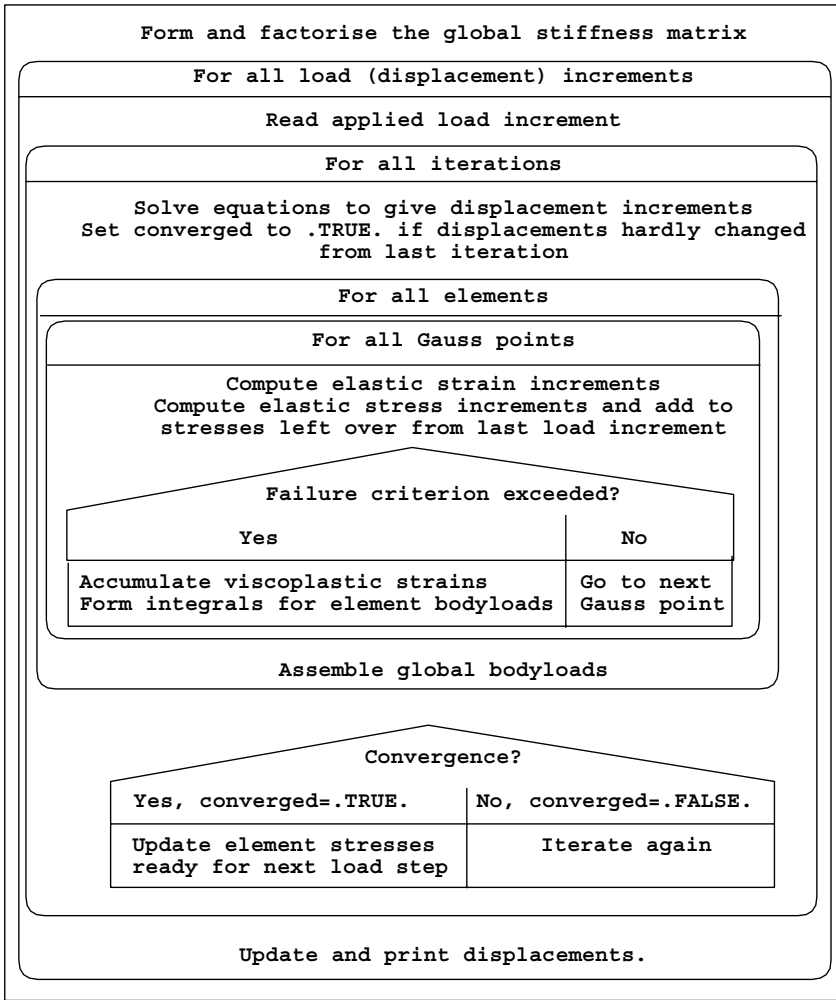 Form and factorise the global stiffness matrix
For all load (displacement) increments
Read applied load increment
For all iterations
Solve equations to give displacement increments
Set converged to .TRUE. if displacements hardly changed
from last iteration
For all elements
For all Gauss points
Compute elastic strain increments
Compute elastic stress increments and add to
stresses left over from last load increment
Failure criterion exceeded?
Yes
No
Accumulate viscoplastic strains
Form integrals for element bodyloads
Go to next
Gauss point
Assemble global bodyloads
Convergence?
Yes, converged=.TRUE.
No, converged=.FALSE.
Update element stresses
ready for next load step
Iterate again
Update and print displacements.